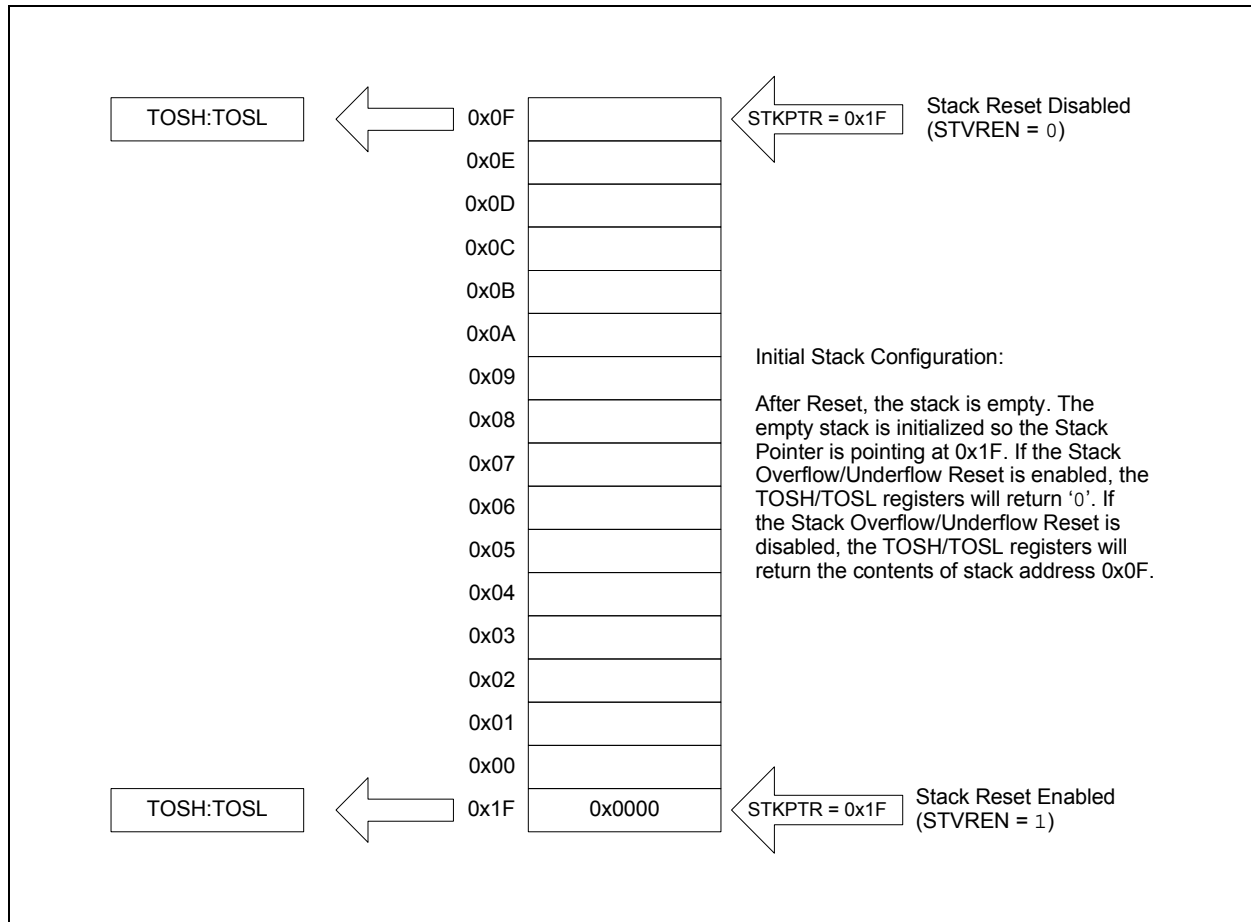 TOSH:TOSL
0x0F
STKPTR = 0x1F
Stack Reset Disabled
(STVREN = 0)
0x0E
0x0D
0x0C
0x0B
0x0A
0x09
0x08
0x07
0x06
0x05
0x04
0x03
0x02
0x01
0x00
Initial Stack Configuration:
After Reset, the stack is empty. The
empty stack is initialized so the Stack
Pointer is pointing at 0x1F. If the Stack
Overflow/Underflow Reset is enabled, the
TOSH/TOSL registers will return ‘0’. If
the Stack Overflow/Underflow Reset is
disabled, the TOSH/TOSL registers will
return the contents of stack address 0x0F.
TOSH:TOSL
0x1F
0x0000
STKPTR = 0x1F
Stack Reset Enabled
(STVREN = 1)